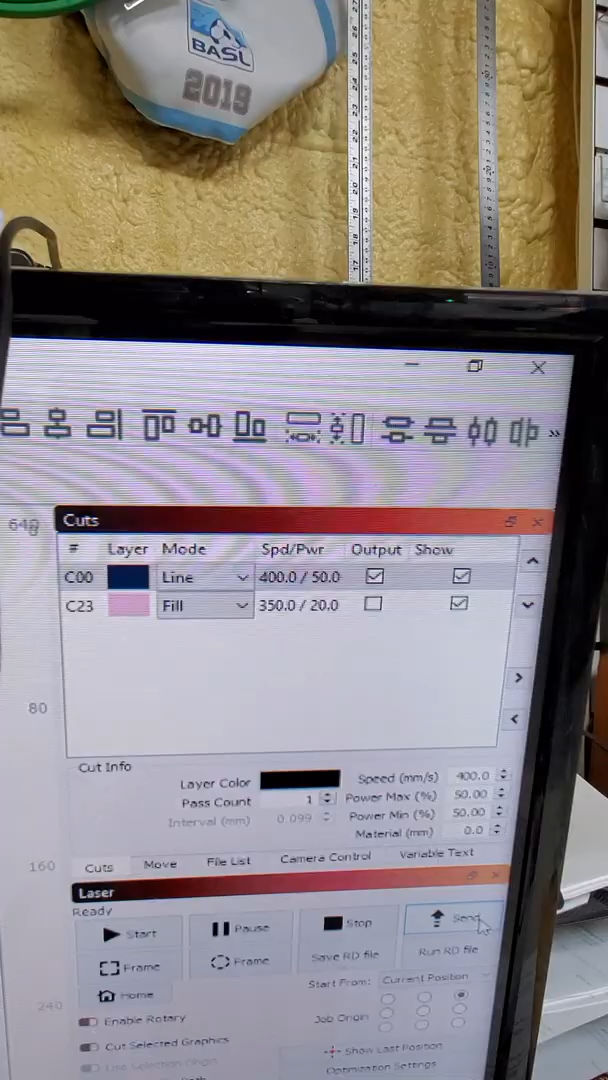 BASL
2019
Cuts
# Layer Mode Spd/Pwr Output Show
C00 Line 400.0 / 50.0
C23 Fill 350.0 / 20.0
80
Cut Info
Layer Color Speed (mm/s) 400.0
Pass Count 1 Power Max (%) 50.00
Interval (mm) 0.099 Power Min (%) 50.00
Material (mm) 0.0
160
Cuts Move File List Camera Control Variable Text
Laser
Ready
Start Pause Stop Send
Frame Frame Save RD file Run RD file
Home Start From: Current Position
240
Enable Rotary Job Origin
Cut Selected Graphics
Use Selection Origin Show Last Position
Optimization Settings